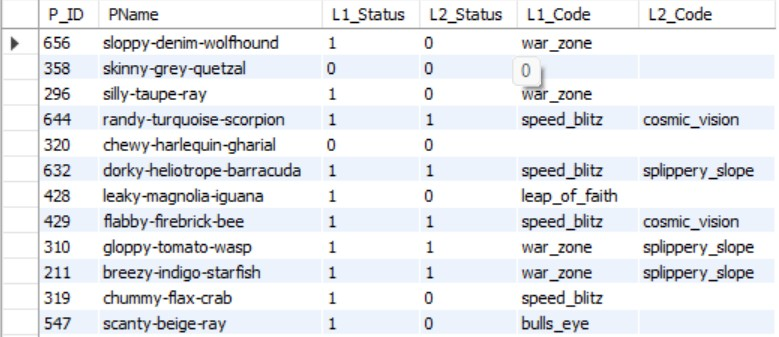 P_ID PName L1_Status L2_Status L1_Code L2_Code
656 sloppy-denim-wolfhound 1 0 war_zone
358 skinny-grey-quetzal 0 0 0
296 silly-taupe-ray 1 0 war_zone
644 randy-turquoise-scorpion 1 1 speed_blitz cosmic_vision
320 chewy-harlequin-gharial 0 0
632 dorky-heliotrope-barracuda 1 1 speed_blitz splippery_slope
428 leaky-magnolia-iguana 1 0 leap_of_faith
429 flabby-firebrick-bee 1 1 speed_blitz cosmic_vision
310 gloppy-tomato-wasp 1 1 war_zone splippery_slope
211 breezy-indigo-starfish 1 1 war_zone splippery_slope
319 chummy-flax-crab 1 0 speed_blitz
547 scanty-beige-ray 1 0 bulls_eye